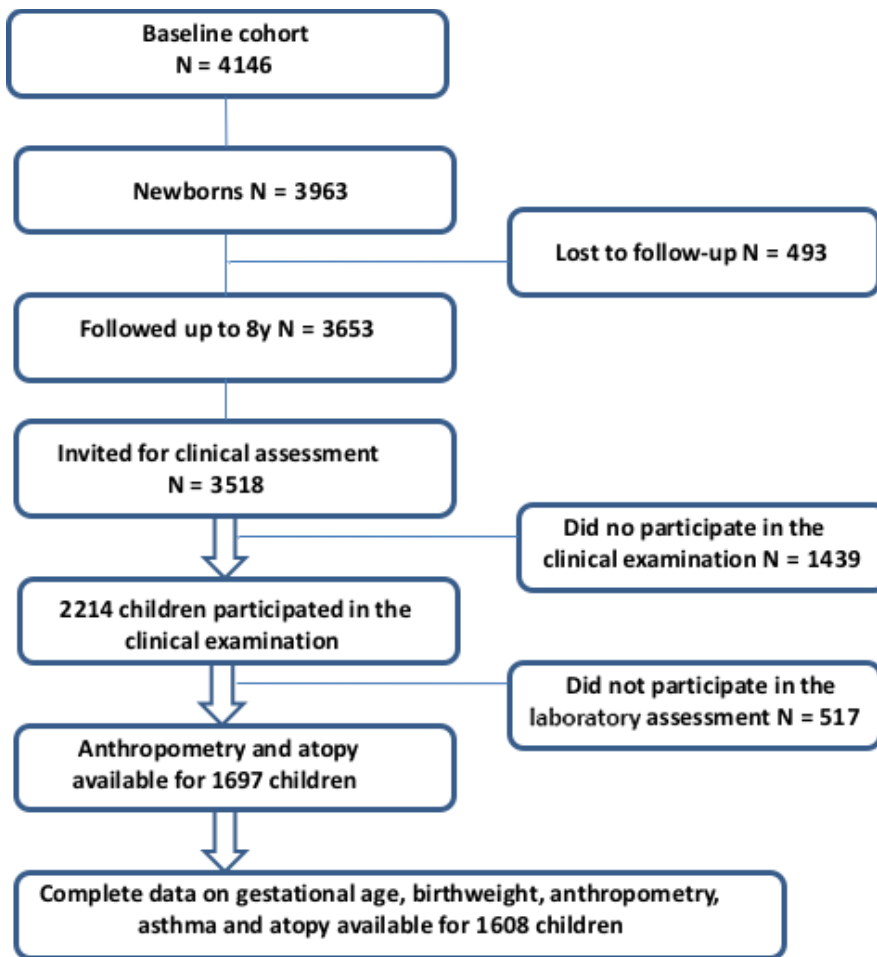 Baseline cohort
N = 4146
Newborns N = 3963
Lost to follow-up N = 493
Followed up to 8y N = 3653
Invited for clinical assessment
N = 3518
Did no participate in the
clinical examination N = 1439
2214 children participated in the
clinical examination
Did not participate in the
laboratory assessment N = 517
Anthropometry and atopy
available for 1697 children
Complete data on gestational age, birthweight, anthropometry,
asthma and atopy available for 1608 children